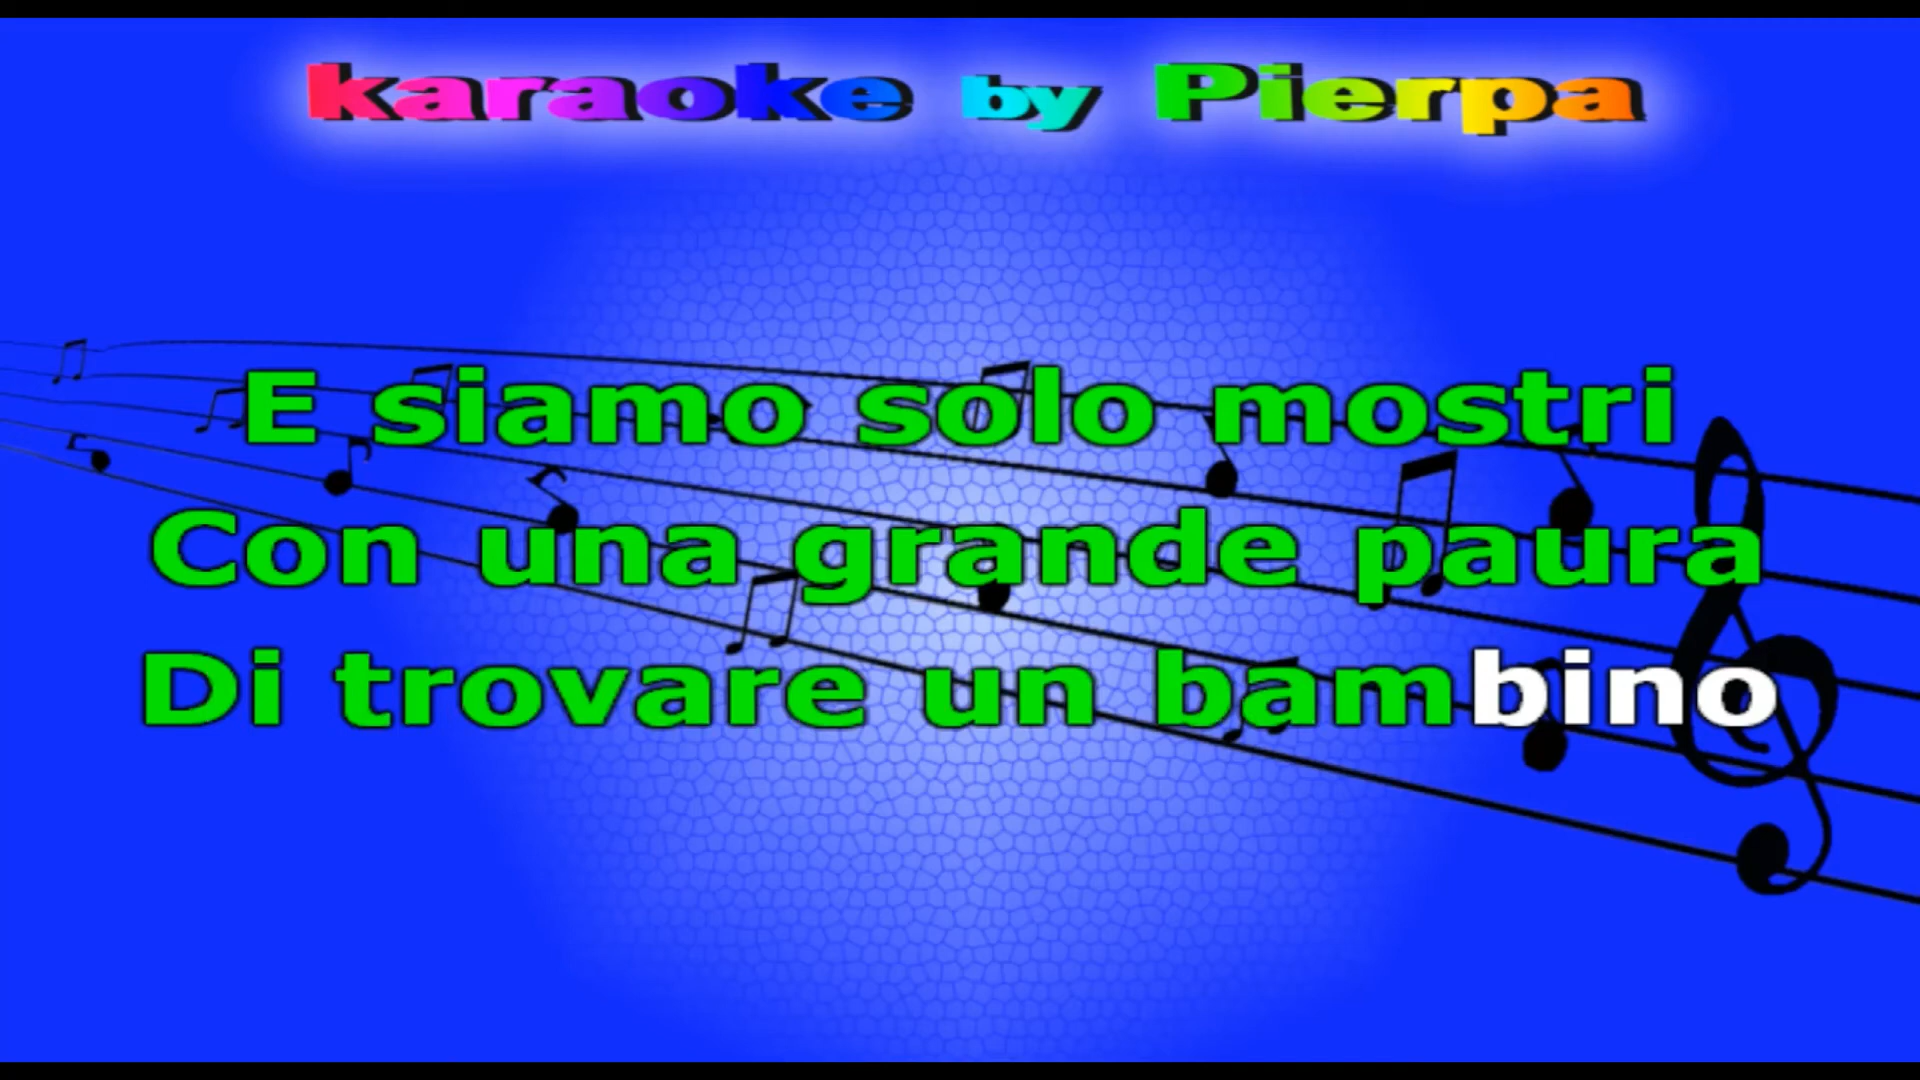 karaoke by Pierpa
E siamo solo mostri
Con una grande paura
Di trovare un bambino